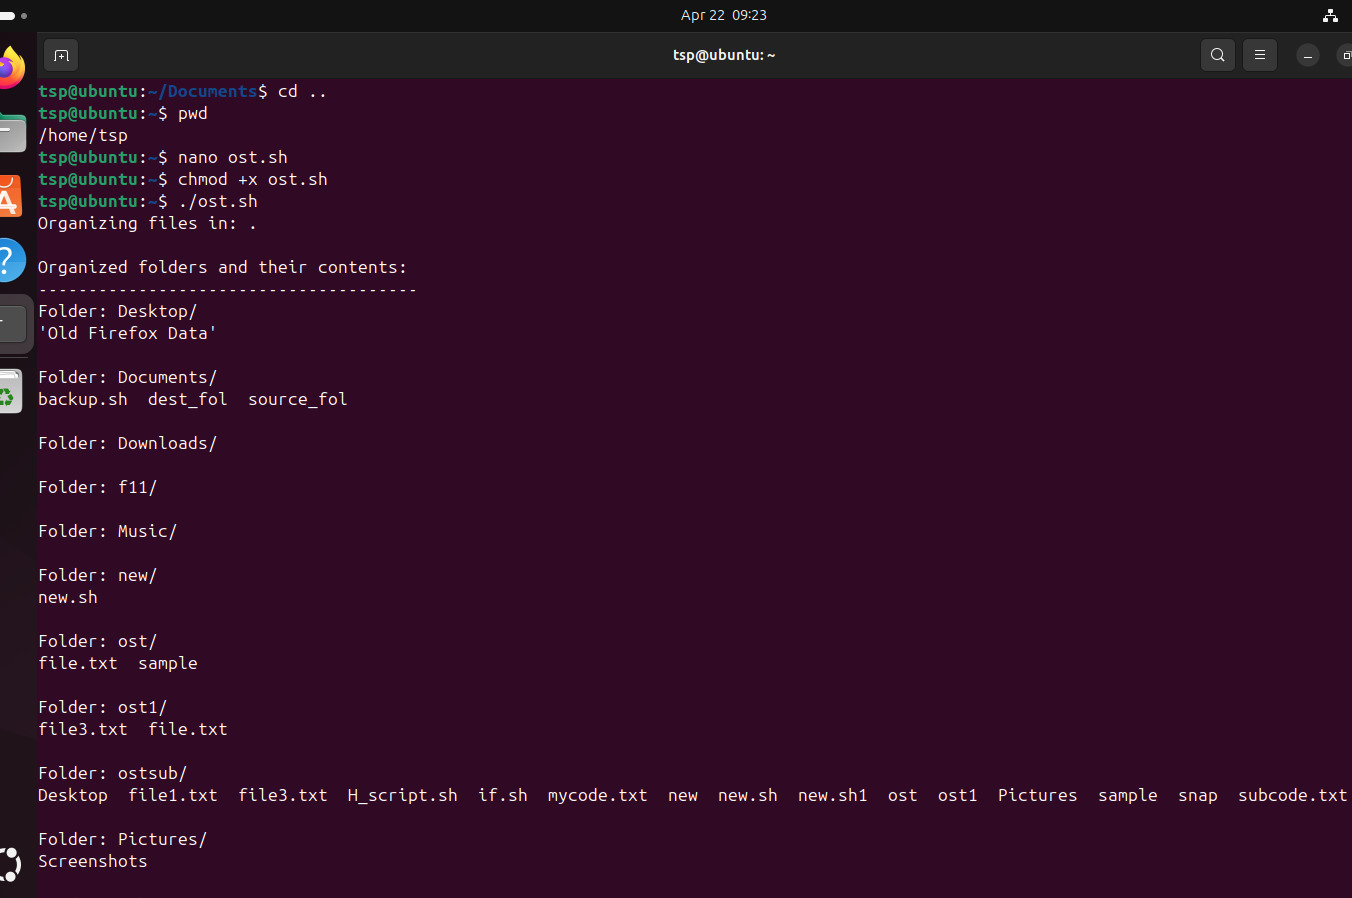 Apr 22 09:23
tsp@ubuntu: ~
tsp@ubuntu:~/Documents$ cd ..
tsp@ubuntu:~$ pwd
/home/tsp
tsp@ubuntu:~$ nano ost.sh
tsp@ubuntu:~$ chmod +x ost.sh
tsp@ubuntu:~$ ./ost.sh
Organizing files in: .
Organized folders and their contents:
--------------------------------------
Folder: Desktop/
'Old Firefox Data'
Folder: Documents/
backup.sh  dest_fol  source_fol
Folder: Downloads/
Folder: f11/
Folder: Music/
Folder: new/
new.sh
Folder: ost/
file.txt  sample
Folder: ost1/
file3.txt  file.txt
Folder: ostsub/
Desktop  file1.txt  file3.txt  H_script.sh  if.sh  mycode.txt  new  new.sh  new.sh1  ost  ost1  Pictures  sample  snap  subcode.txt
Folder: Pictures/
Screenshots